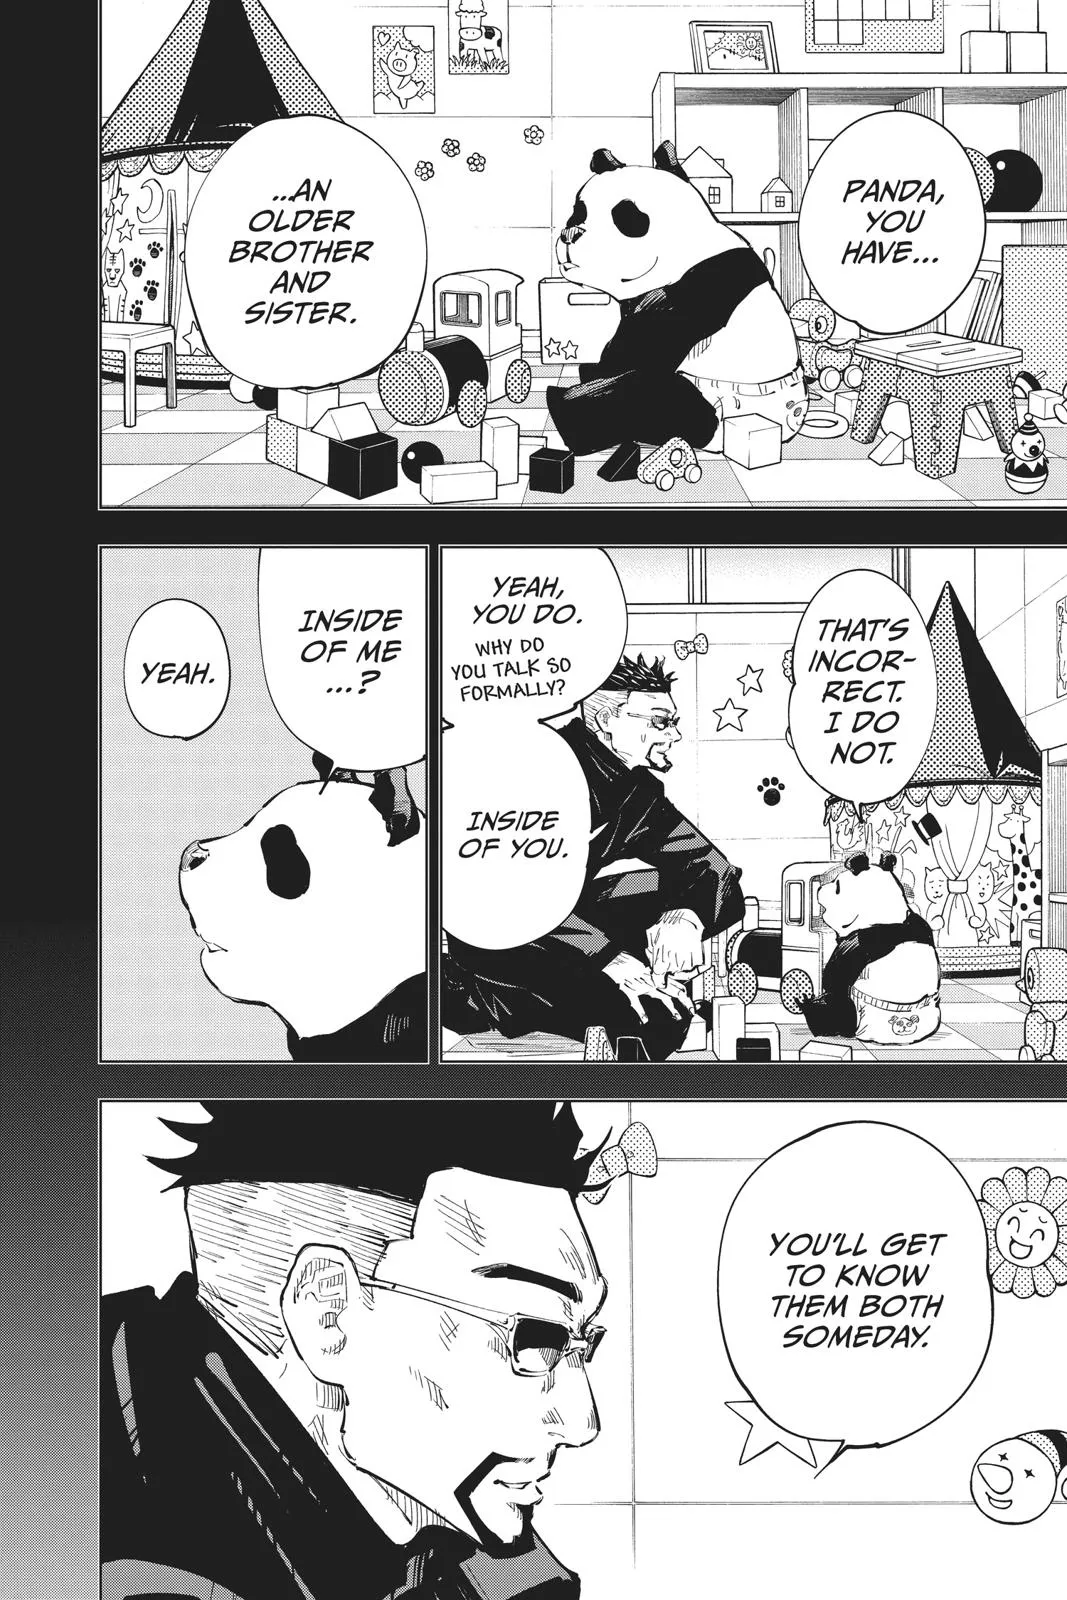 PANDA,
YOU
HAVE...
...AN
OLDER
BROTHER
AND
SISTER.
THAT'S
INCOR-
RECT.
I DO
NOT.
YEAH,
YOU DO.
WHY DO
YOU TALK SO
FORMALLY?
INSIDE
OF YOU.
INSIDE
OF ME
...?
YEAH.
YOU'LL GET
TO KNOW
THEM BOTH
SOMEDAY.